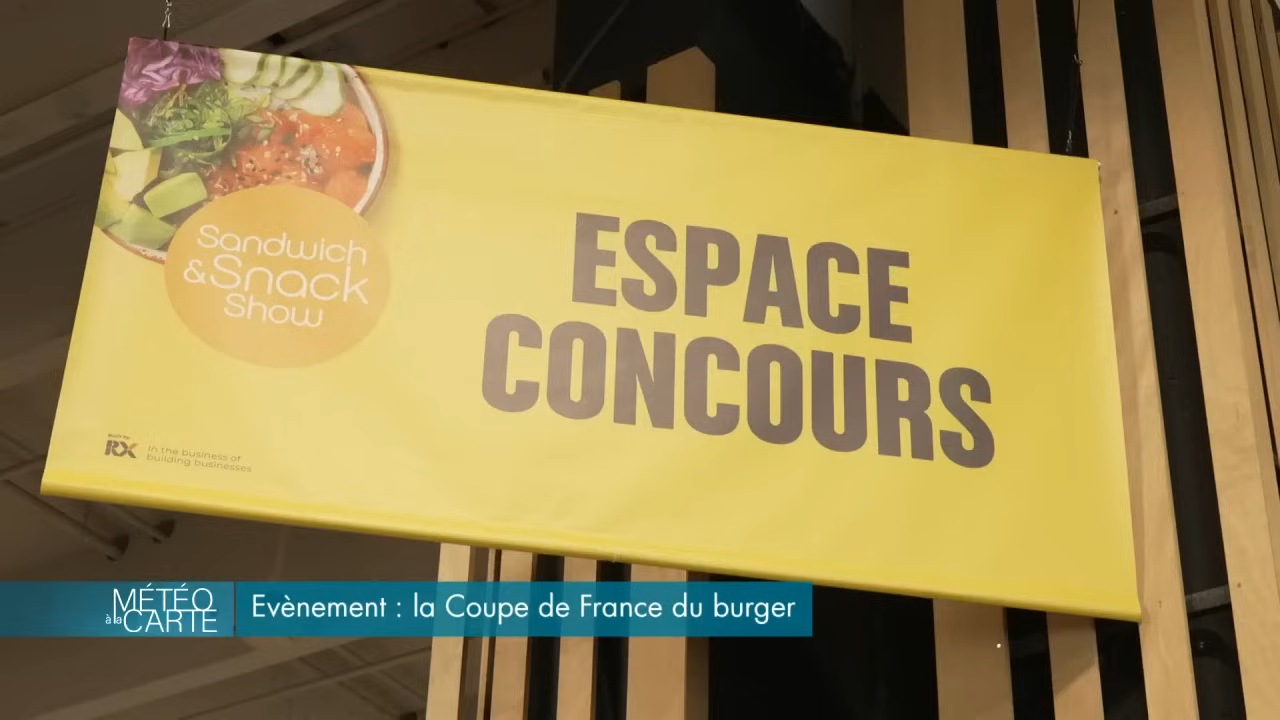 Sandwich
&Snack
Show
ESPACE
CONCOURS
RX
In the business of
building businesses
MÉTÉO
à la CARTE
Evènement : la Coupe de France du burger